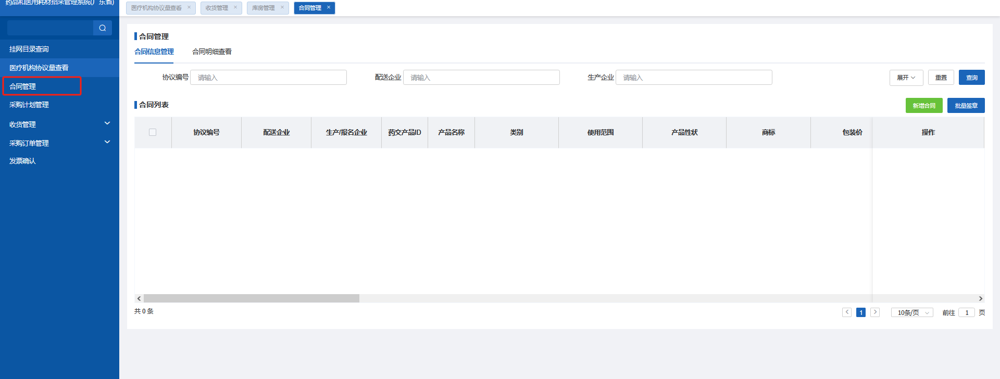 药品和医用耗材招采管理系统(广东省)
医疗机构协议量查看 × 收货管理 × 库房管理 × 合同管理 ×
挂网目录查询
医疗机构协议量查看
合同管理
采购计划管理
收货管理
采购订单管理
发票确认
合同管理
合同信息管理 合同明细查看
协议编号 请输入 配送企业 请输入 生产企业 请输入 展开 重置 查询
合同列表 新增合同 批量签章
协议编号 配送企业 生产/报名企业 药交产品ID 产品名称 类别 使用范围 产品性状 商标 包装价 操作
共 0 条 1 10条/页 前往 1 页